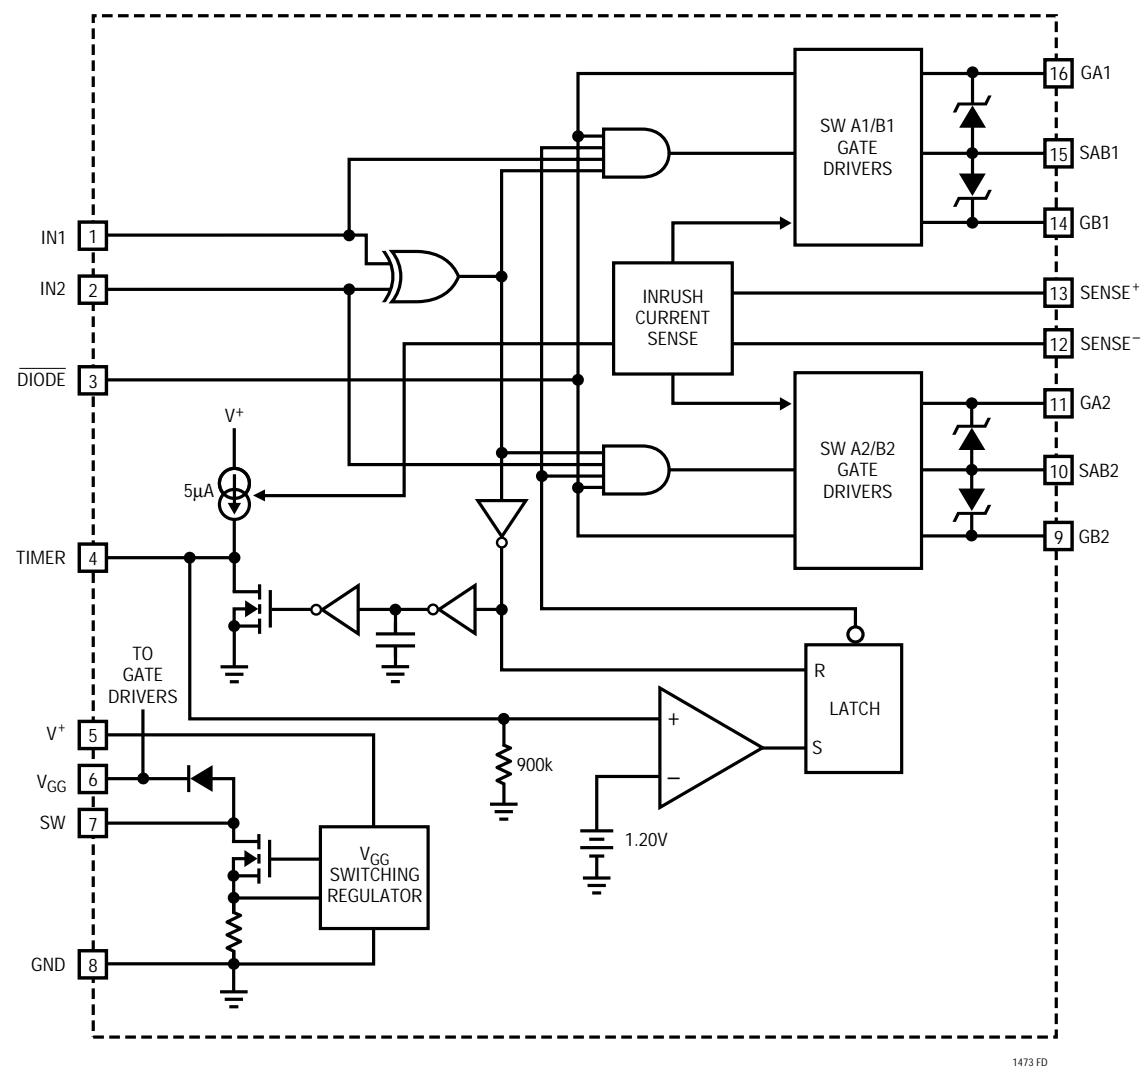 16 GA1
SW A1/B1
GATE
DRIVERS
15 SAB1
14 GB1
IN1 1
IN2 2
INRUSH
CURRENT
SENSE
13 SENSE+
12 SENSE−
DIODE 3
11 GA2
V+
SW A2/B2
GATE
DRIVERS
10 SAB2
5µA
9 GB2
TIMER 4
TO
GATE
DRIVERS
R
LATCH
S
+
−
V+ 5
900k
VGG 6
SW 7
1.20V
VGG
SWITCHING
REGULATOR
GND 8
1473 FD